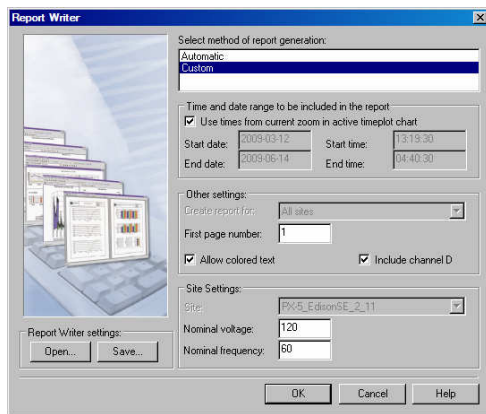 Report Writer
Select method of report generation:
Automatic
Custom
Time and date range to be included in the report
Use times from current zoom in active timeplot chart
Start date: 2009-03-12 Start time: 13:19:30
End date: 2009-06-14 End time: 04:40:30
Other settings:
Create report for: All sites
First page number: 1
Allow colored text Include channel D
Site Settings:
Site: PX-5_EdisonSE_2_11
Nominal voltage: 120
Nominal frequency: 60
Report Writer settings:
Open... Save...
OK Cancel Help